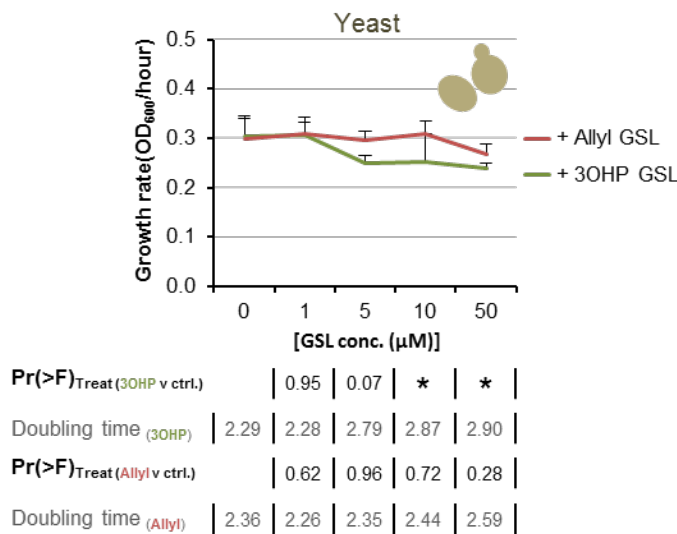 Yeast
Growth rate(OD600/hour)
0.5
0.4
0.3
0.2
0.1
0.0
0 1 5 10 50
[GSL conc. (µM)]
+ Allyl GSL
+ 3OHP GSL
Pr(>F)Treat (3OHP v ctrl.) 0.95 0.07 * *
Doubling time (3OHP) 2.29 2.28 2.79 2.87 2.90
Pr(>F)Treat (Allyl v ctrl.) 0.62 0.96 0.72 0.28
Doubling time (Allyl) 2.36 2.26 2.35 2.44 2.59